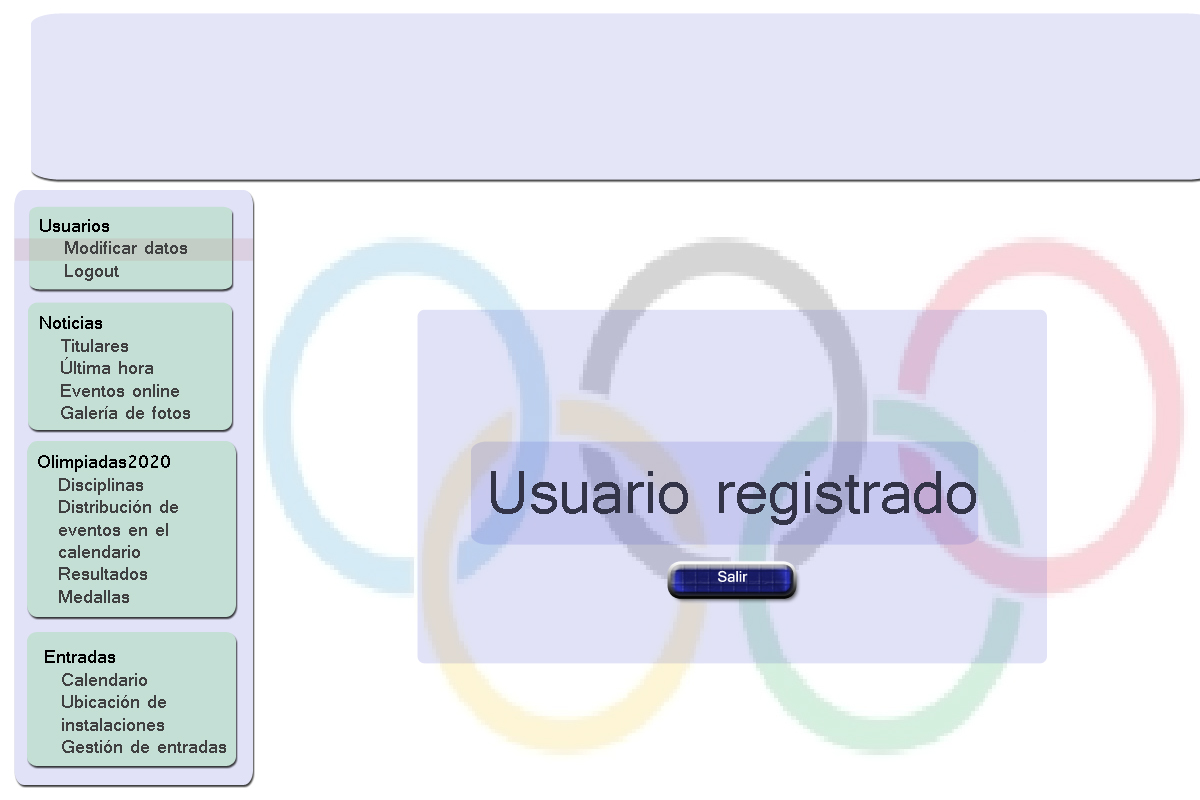 Usuarios
Modificar datos
Logout
Noticias
Titulares
Última hora
Eventos online
Galería de fotos
Olimpiadas2020
Disciplinas
Distribución de
eventos en el
calendario
Resultados
Medallas
Entradas
Calendario
Ubicación de
instalaciones
Gestión de entradas
Usuario registrado
Salir